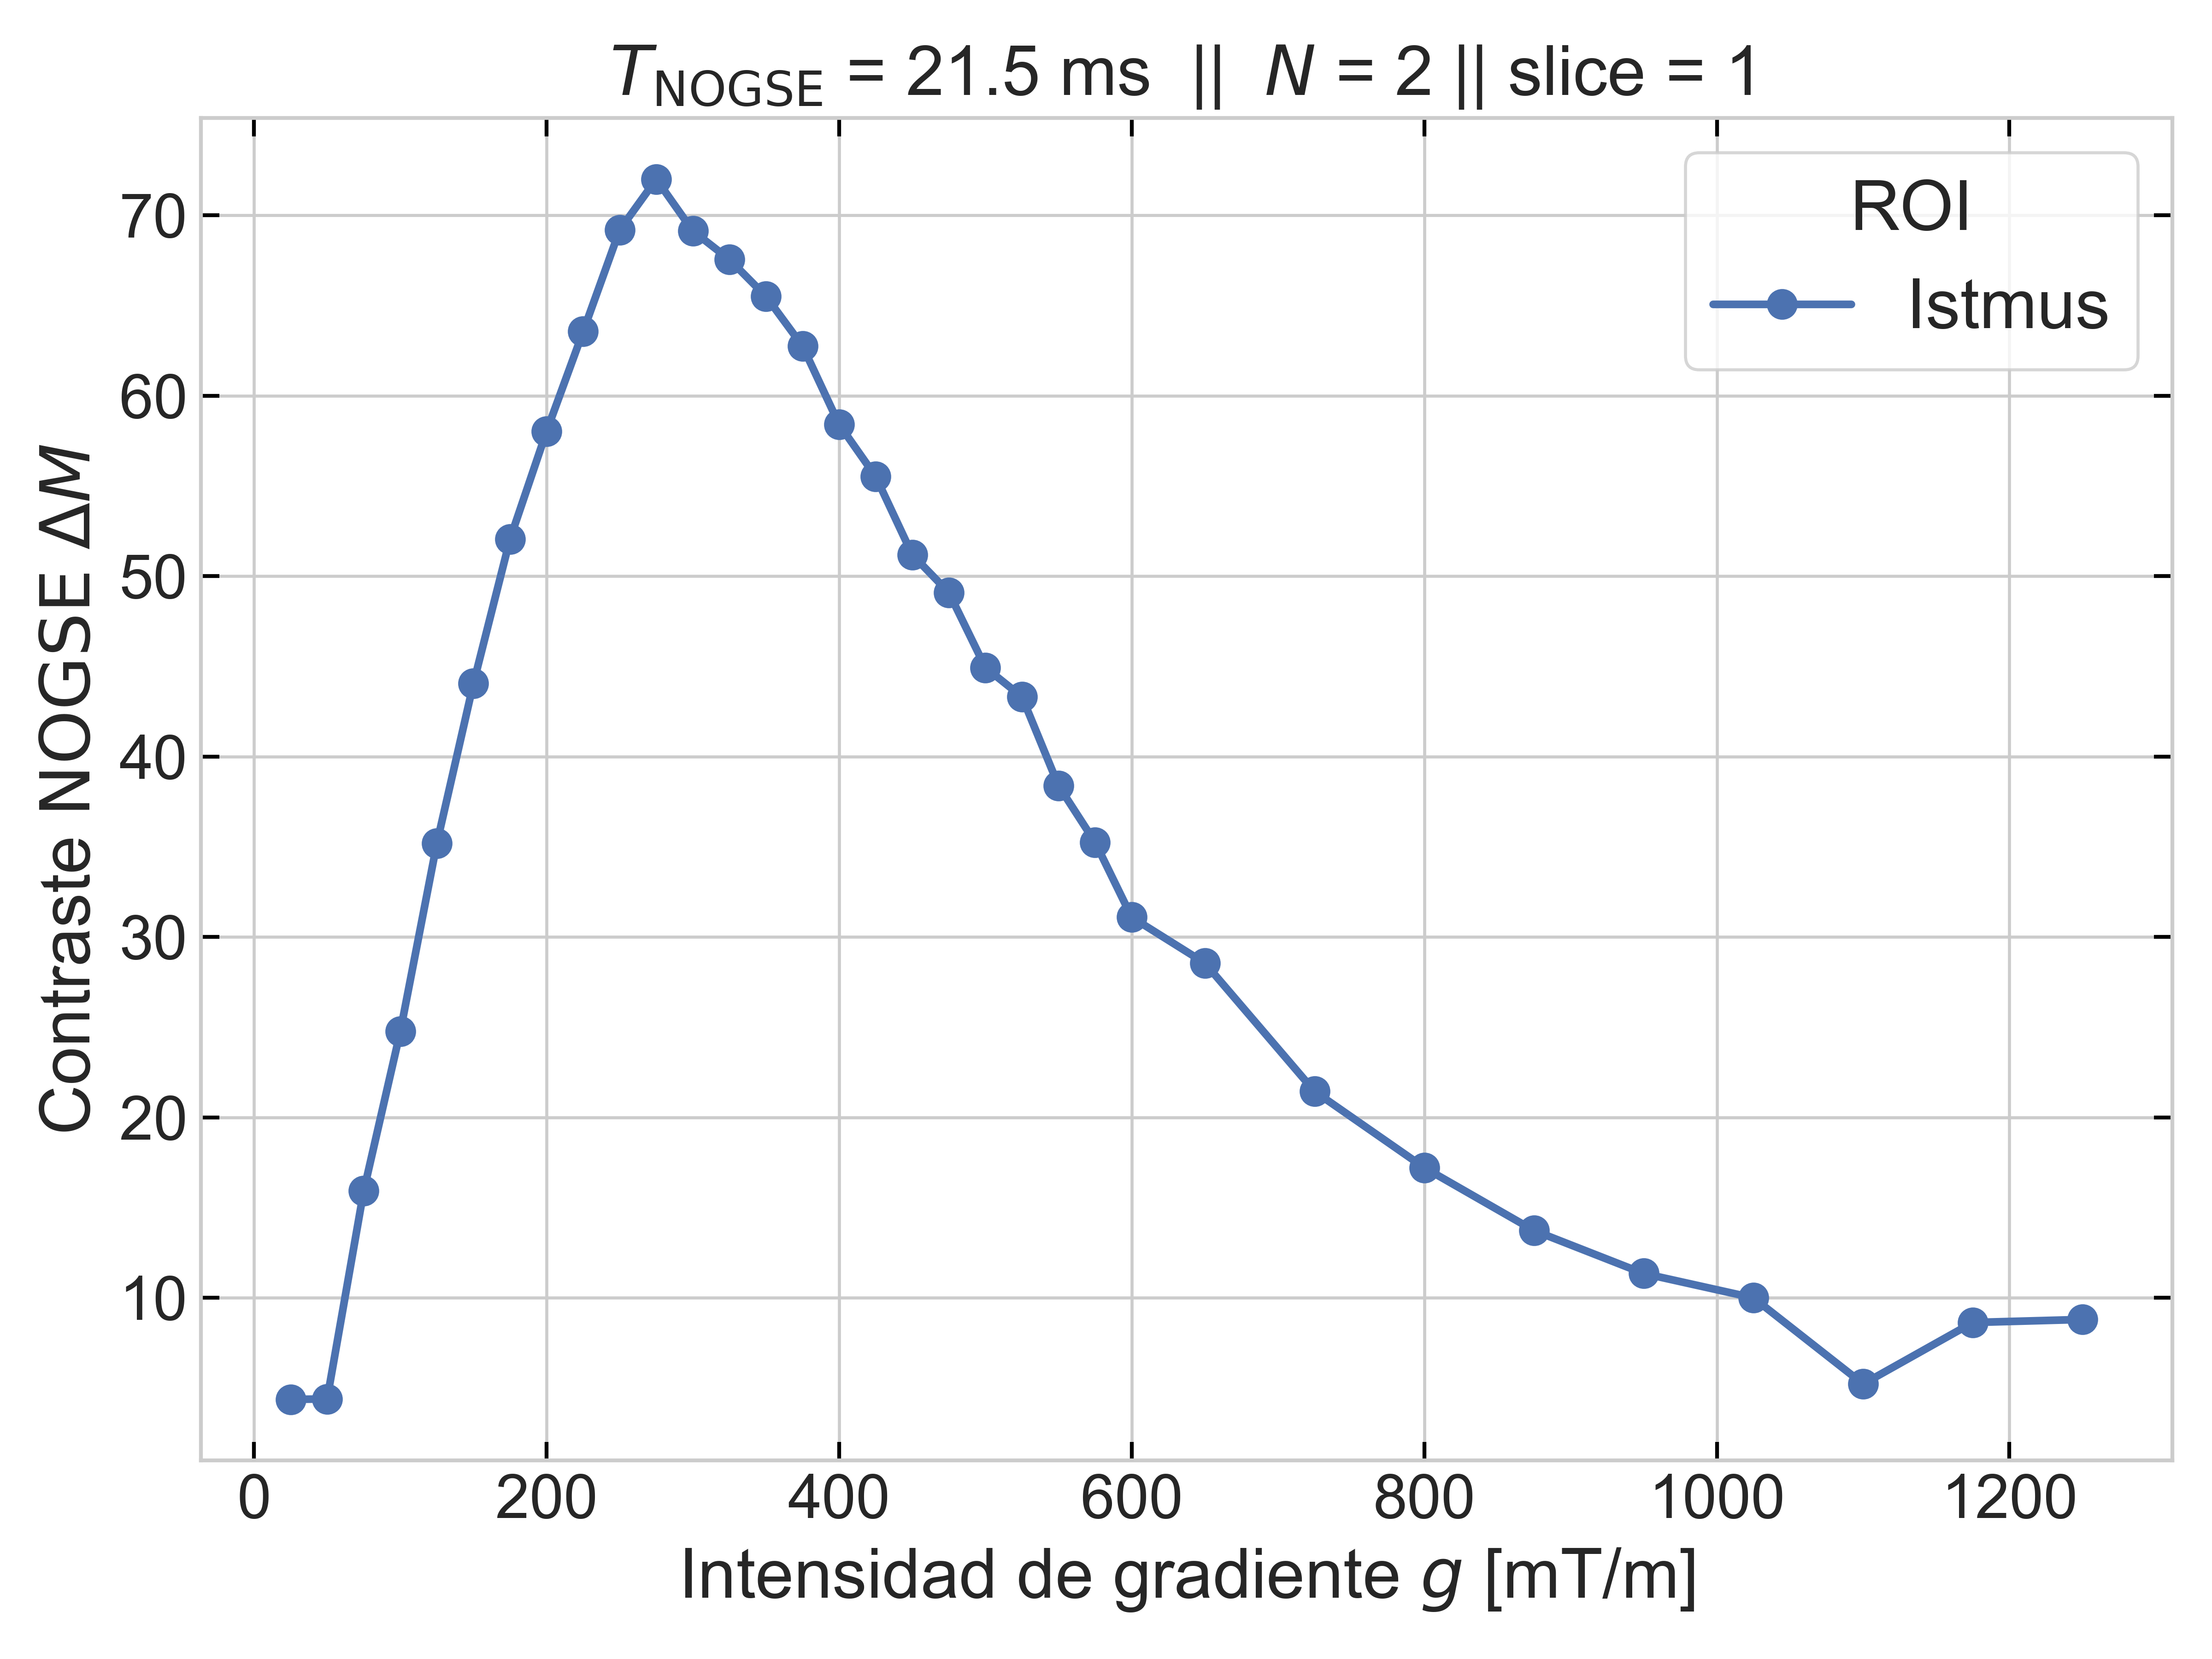 T_NOGSE = 21.5 ms || N = 2 || slice = 1
Contraste NOGSE ΔM
70
60
50
40
30
20
10
ROI
Istmus
0 200 400 600 800 1000 1200
Intensidad de gradiente g [mT/m]